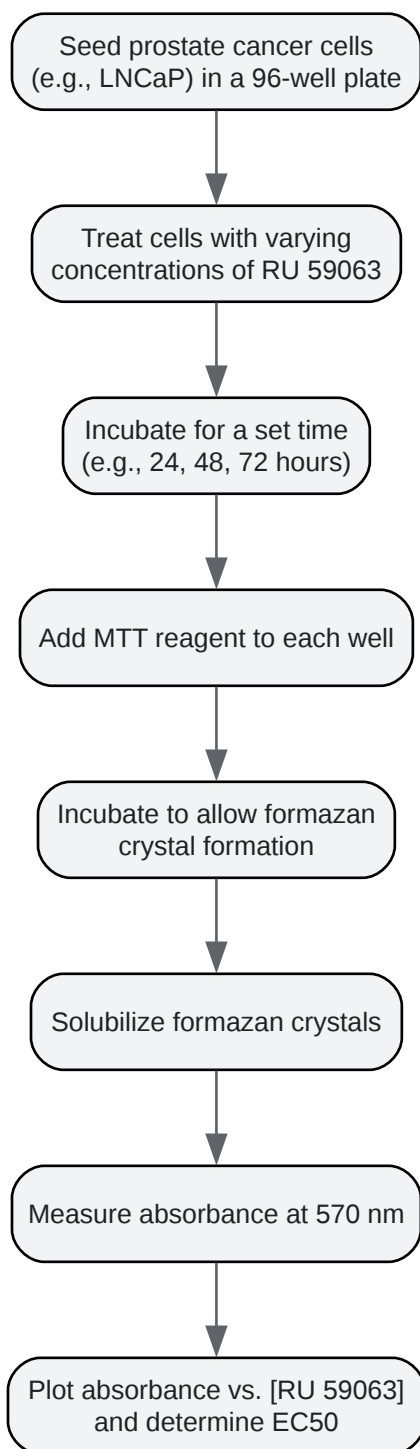 Seed prostate cancer cells
(e.g., LNCaP) in a 96-well plate
Treat cells with varying
concentrations of RU 59063
Incubate for a set time
(e.g., 24, 48, 72 hours)
Add MTT reagent to each well
Incubate to allow formazan
crystal formation
Solubilize formazan crystals
Measure absorbance at 570 nm
Plot absorbance vs. [RU 59063]
and determine EC50